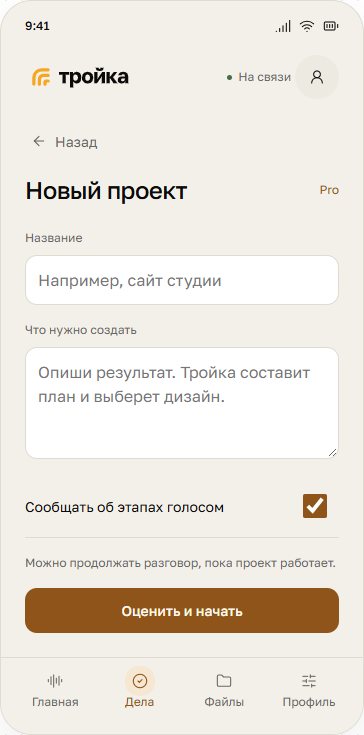 9:41
тройка
На связи
Назад
Новый проект
Pro
Название
Например, сайт студии
Что нужно создать
Опиши результат. Тройка составит
план и выберет дизайн.
Сообщать об этапах голосом
Можно продолжать разговор, пока проект работает.
Оценить и начать
Главная
Дела
Файлы
Профиль